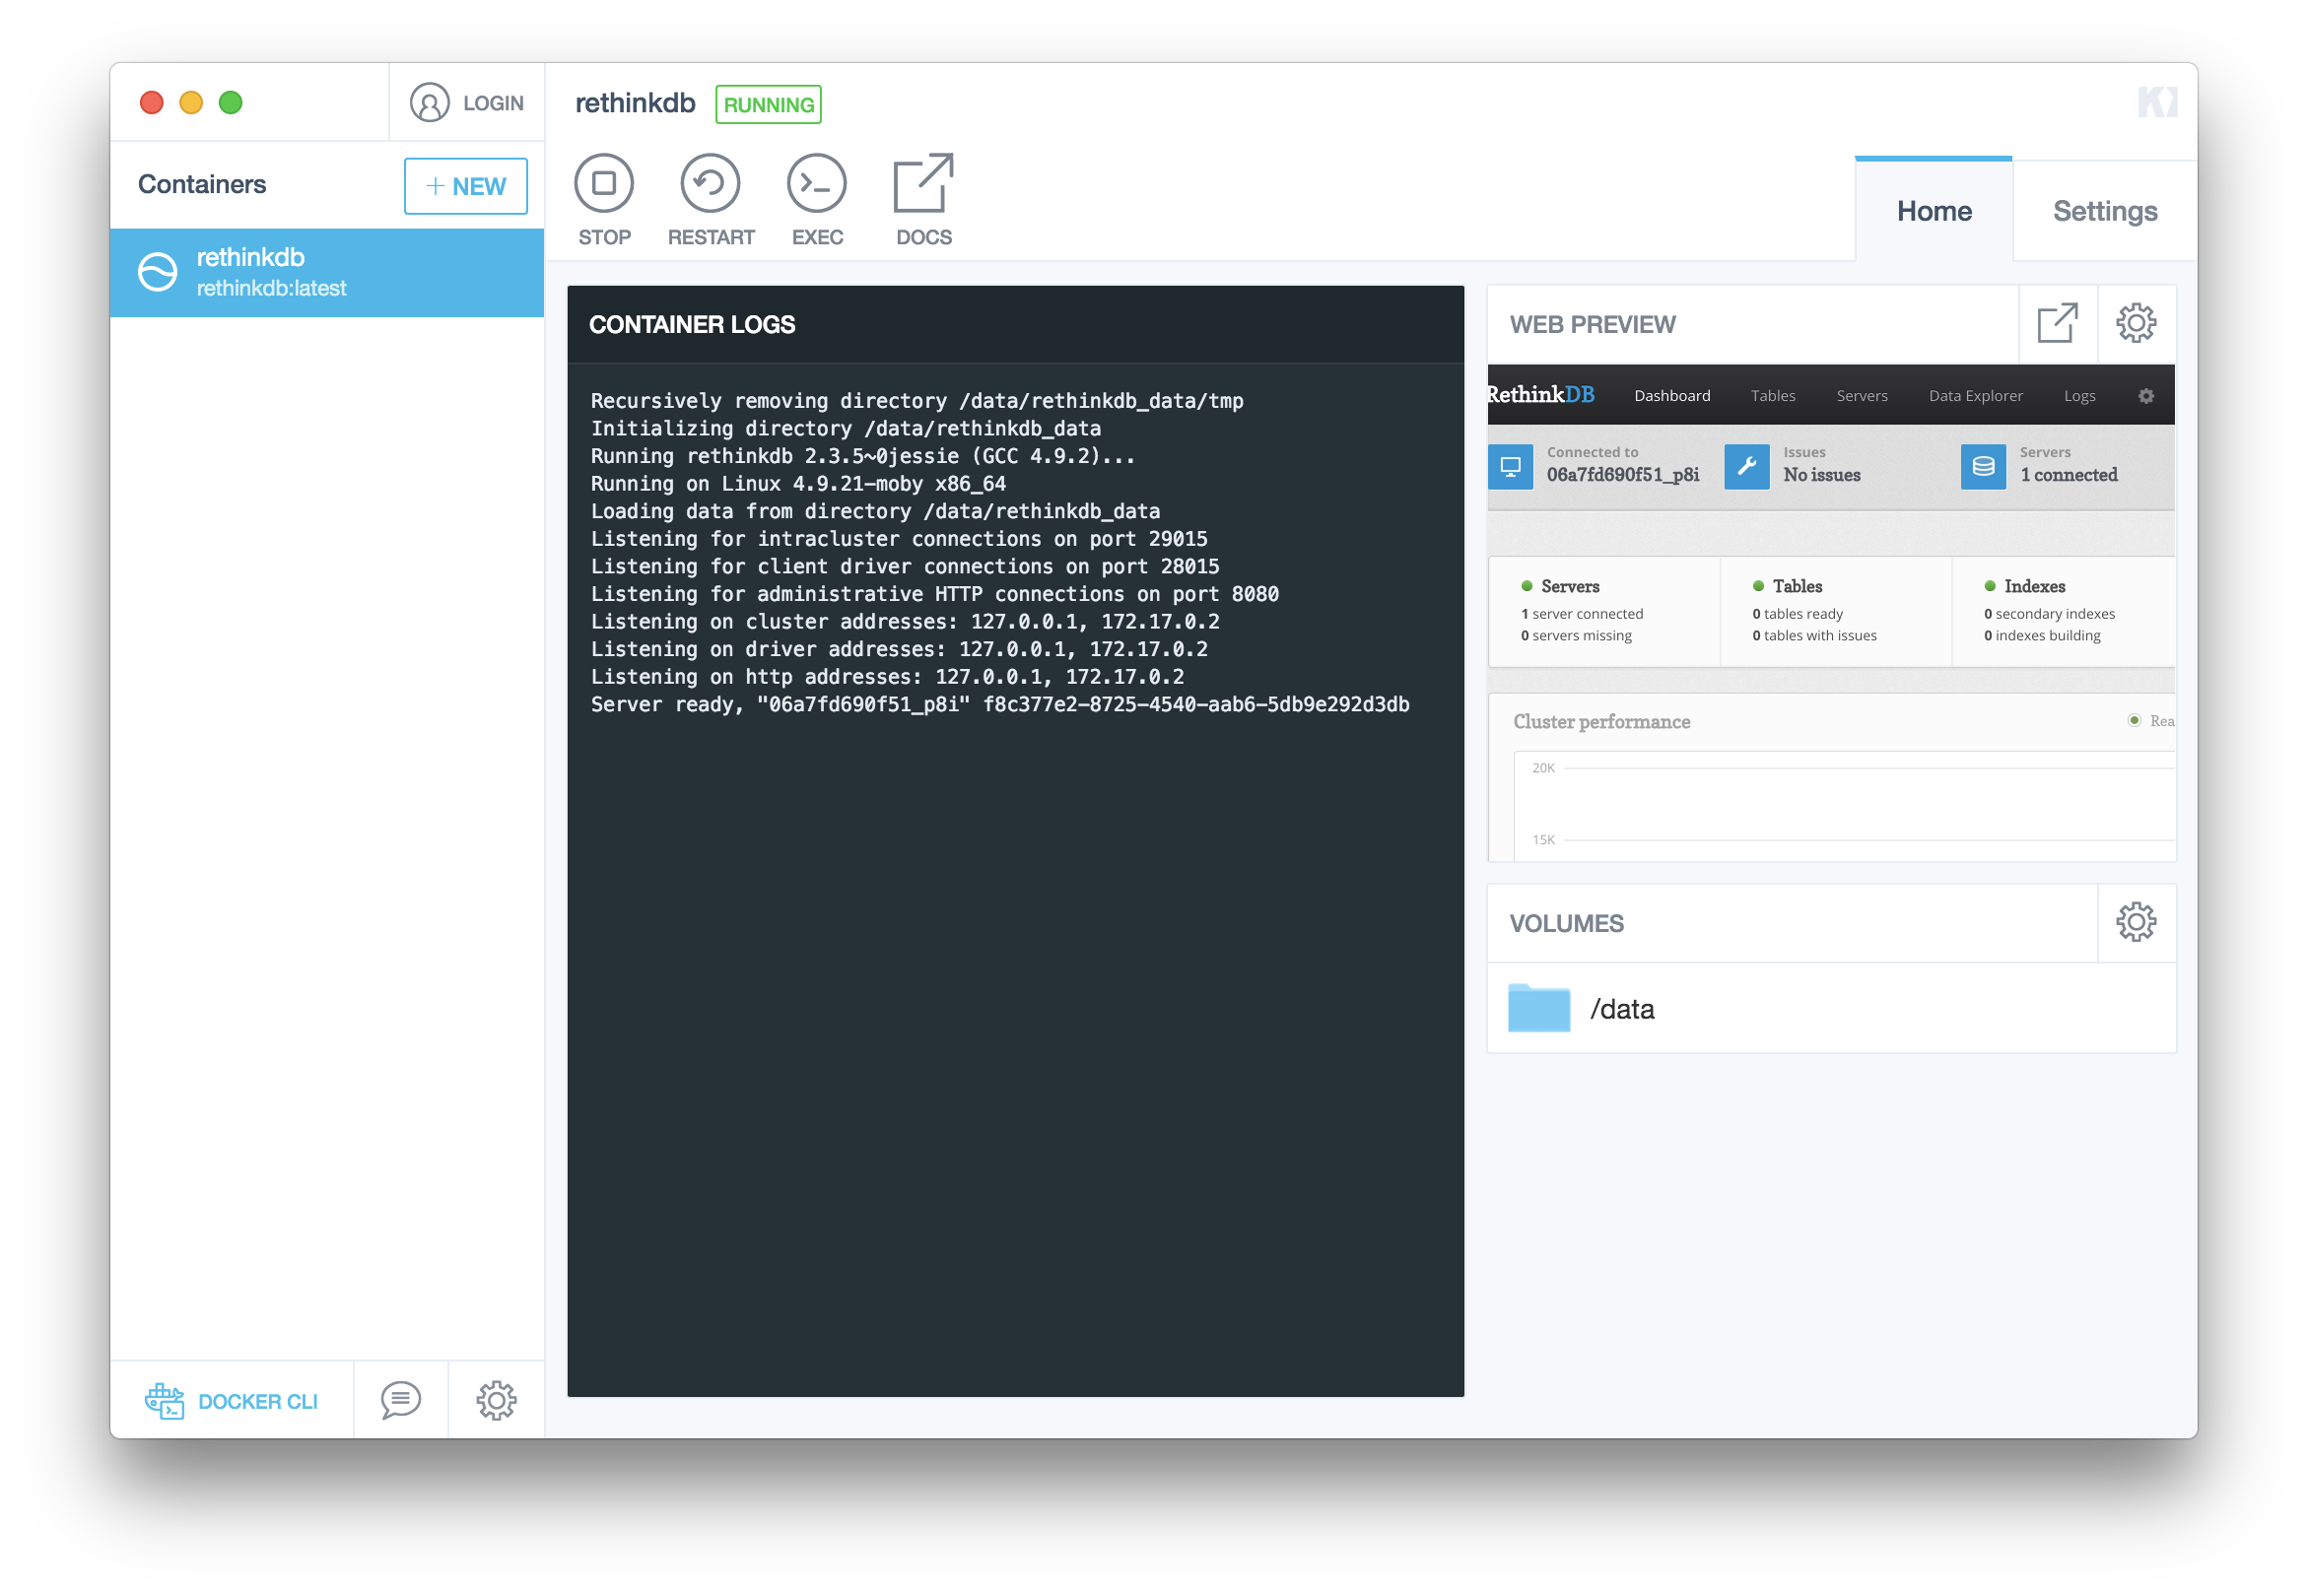 LOGIN
rethinkdb RUNNING
Containers
+ NEW
rethinkdb
rethinkdb:latest
STOP RESTART EXEC DOCS
Home Settings
CONTAINER LOGS
Recursively removing directory /data/rethinkdb_data/tmp
Initializing directory /data/rethinkdb_data
Running rethinkdb 2.3.5~0jessie (GCC 4.9.2)...
Running on Linux 4.9.21-moby x86_64
Loading data from directory /data/rethinkdb_data
Listening for intracluster connections on port 29015
Listening for client driver connections on port 28015
Listening for administrative HTTP connections on port 8080
Listening on cluster addresses: 127.0.0.1, 172.17.0.2
Listening on driver addresses: 127.0.0.1, 172.17.0.2
Listening on http addresses: 127.0.0.1, 172.17.0.2
Server ready, "06a7fd690f51_p8i" f8c377e2-8725-4540-aab6-5db9e292d3db
WEB PREVIEW
RethinkDB Dashboard Tables Servers Data Explorer Logs
Connected to
06a7fd690f51_p8i
Issues
No issues
Servers
1 connected
Servers
1 server connected
0 servers missing
Tables
0 tables ready
0 tables with issues
Indexes
0 secondary indexes
0 indexes building
Cluster performance
Rea
20K
15K
VOLUMES
/data
DOCKER CLI